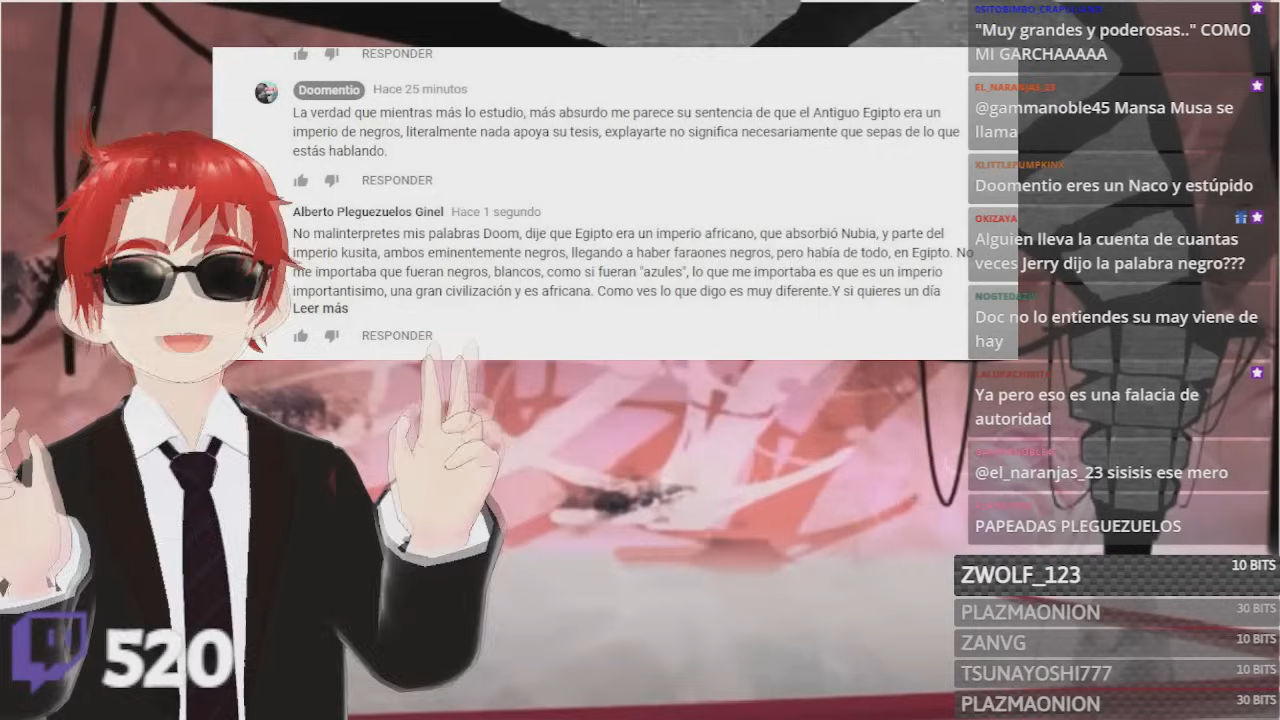 RESPONDER
Doomentio Hace 25 minutos
La verdad que mientras más lo estudio, más absurdo me parece su sentencia de que el Antiguo Egipto era un
imperio de negros, literalmente nada apoya su tesis, explayarte no significa necesariamente que sepas de lo que
estás hablando.
RESPONDER
Alberto Pleguezuelos Ginel Hace 1 segundo
No malinterpretes mis palabras Doom, dije que Egipto era un imperio africano, que absorbió Nubia, y parte del
imperio kusita, ambos eminentemente negros, llegando a haber faraones negros, pero había de todo, en Egipto. No
me importaba que fueran negros, blancos, como si fueran "azules", lo que me importaba es que es un imperio
importantisimo, una gran civilización y es africana. Como ves lo que digo es muy diferente.Y si quieres un día
Leer más
RESPONDER
"Muy grandes y poderosas.." COMO
MI GARCHAAAAA
EL_NARANJAS_23
@gammanoble45 Mansa Musa se
llama
XLITTLEPUMPKINX
Doomentio eres un Naco y estúpido
OKIZAYA
Alguien lleva la cuenta de cuantas
veces Jerry dijo la palabra negro???
Doc no lo entiendes su may viene de
hay
Ya pero eso es una falacia de
autoridad
@el_naranjas_23 sisisis ese mero
PAPEADAS PLEGUEZUELOS
ZWOLF_123 10 BITS
PLAZMAONION 30 BITS
ZANVG 10 BITS
TSUNAYOSHI777 10 BITS
PLAZMAONION 30 BITS
520